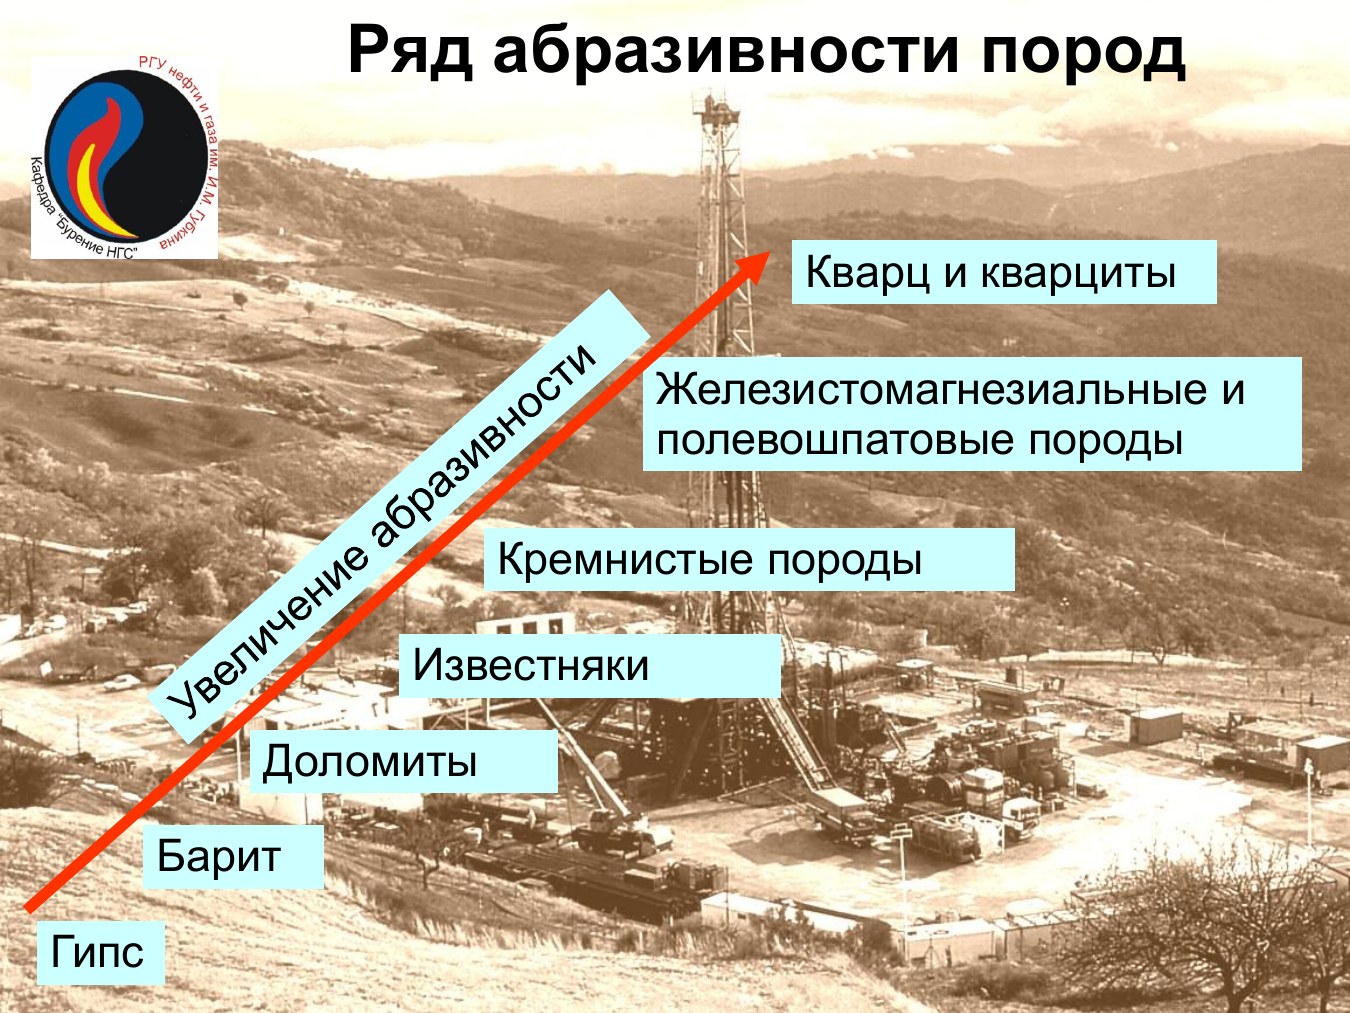 Ряд абразивности пород
РГУ нефти и газа им. И.М. Губкина
Кафедра "Бурение НГС"
Кварц и кварциты
Железистомагнезиальные и
полевошпатовые породы
Увеличение абразивности
Кремнистые породы
Известняки
Доломиты
Барит
Гипс